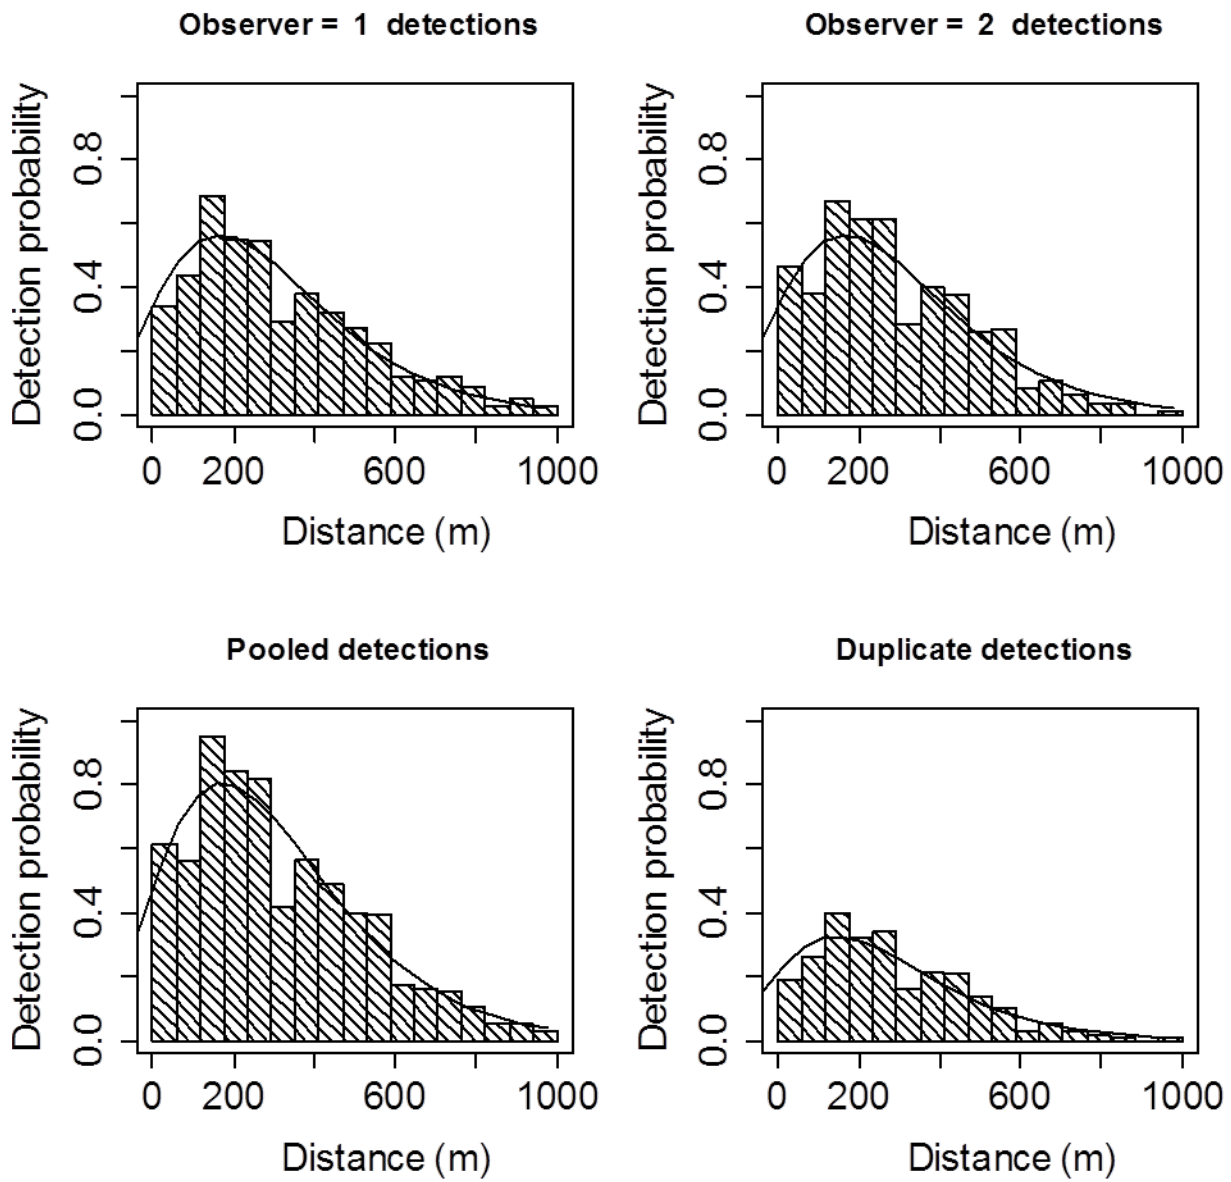 Observer = 1 detections
Detection probability
0.8
0.4
0.0
0 200 600 1000
Distance (m)
Observer = 2 detections
Detection probability
0.8
0.4
0.0
0 200 600 1000
Distance (m)
Pooled detections
Detection probability
0.8
0.4
0.0
0 200 600 1000
Distance (m)
Duplicate detections
Detection probability
0.8
0.4
0.0
0 200 600 1000
Distance (m)